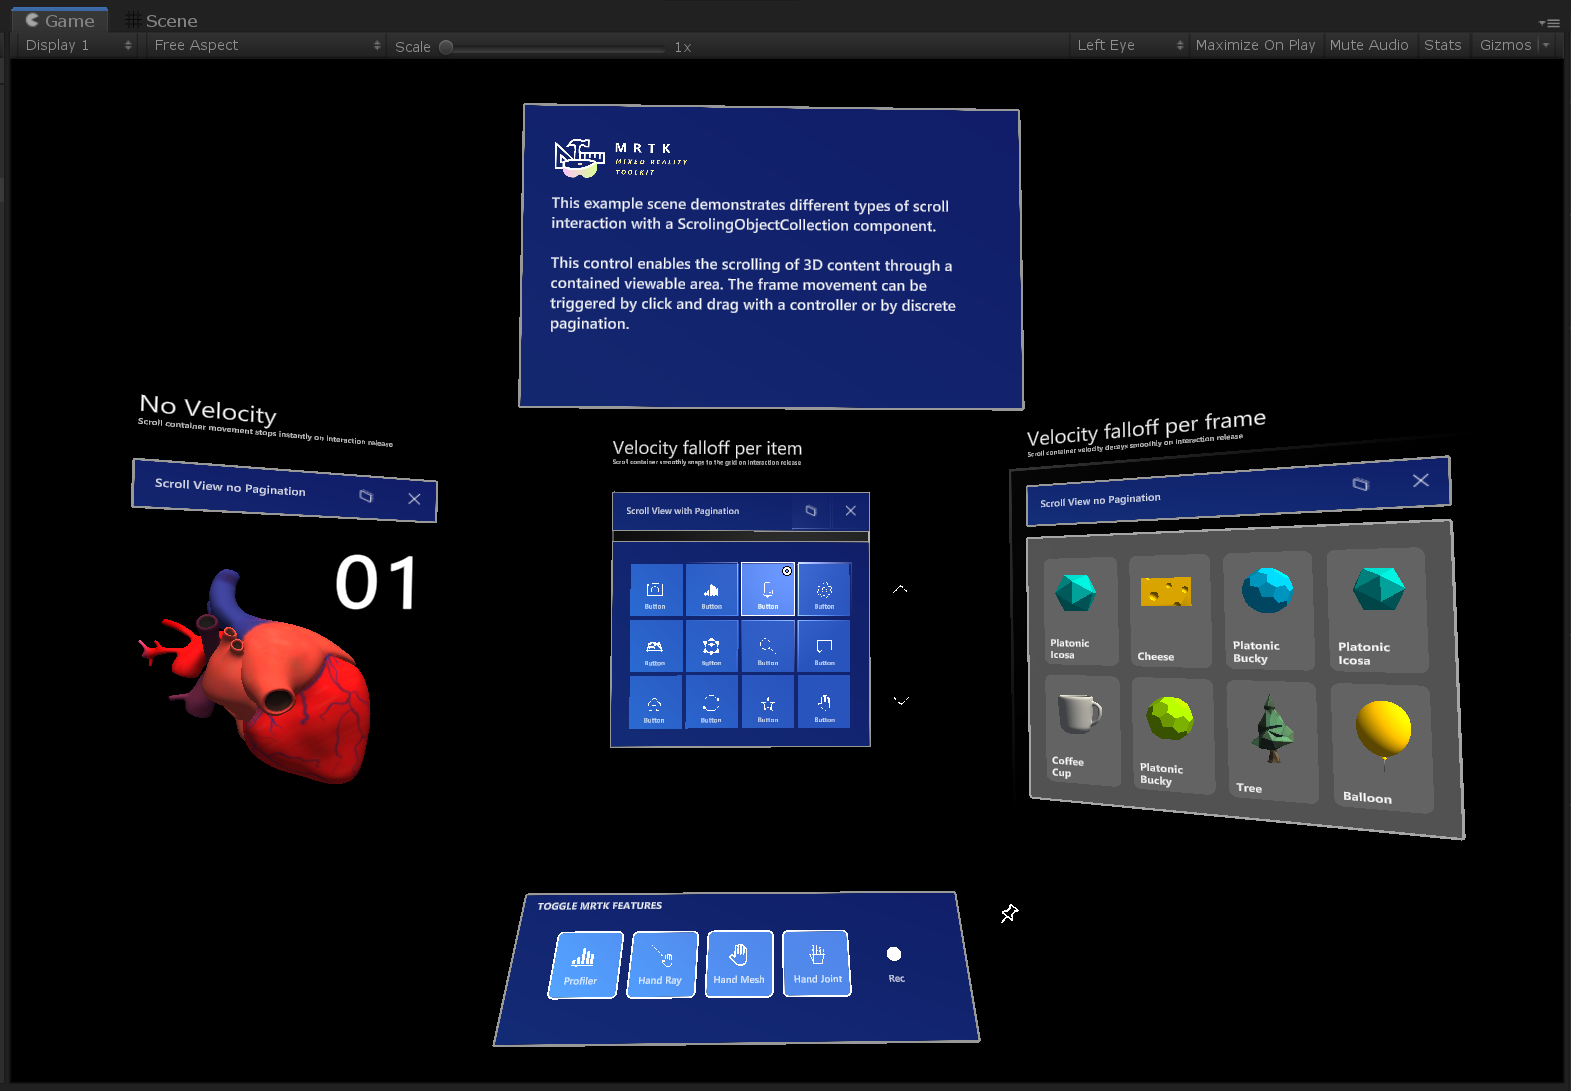 Game
Scene
Display 1
Free Aspect
Scale
1x
Left Eye
Maximize On Play
Mute Audio
Stats
Gizmos
MRTK
MIXED REALITY
TOOLKIT
This example scene demonstrates different types of scroll
interaction with a ScrolingObjectCollection component.
This control enables the scrolling of 3D content through a
contained viewable area. The frame movement can be
triggered by click and drag with a controller or by discrete
pagination.
No Velocity
Scroll container movement stops instantly on interaction release
Scroll View no Pagination
01
Velocity falloff per item
Scroll container smoothly snaps to the grid on interaction release
Scroll View with Pagination
Button
Button
Button
Button
Button
Button
Button
Button
Button
Button
Button
Button
Velocity falloff per frame
Scroll container velocity decays smoothly on interaction release
Scroll View no Pagination
Platonic
Icosa
Cheese
Platonic
Bucky
Platonic
Icosa
Coffee
Cup
Platonic
Bucky
Tree
Balloon
TOGGLE MRTK FEATURES
Profiler
Hand Ray
Hand Mesh
Hand Joint
Rec